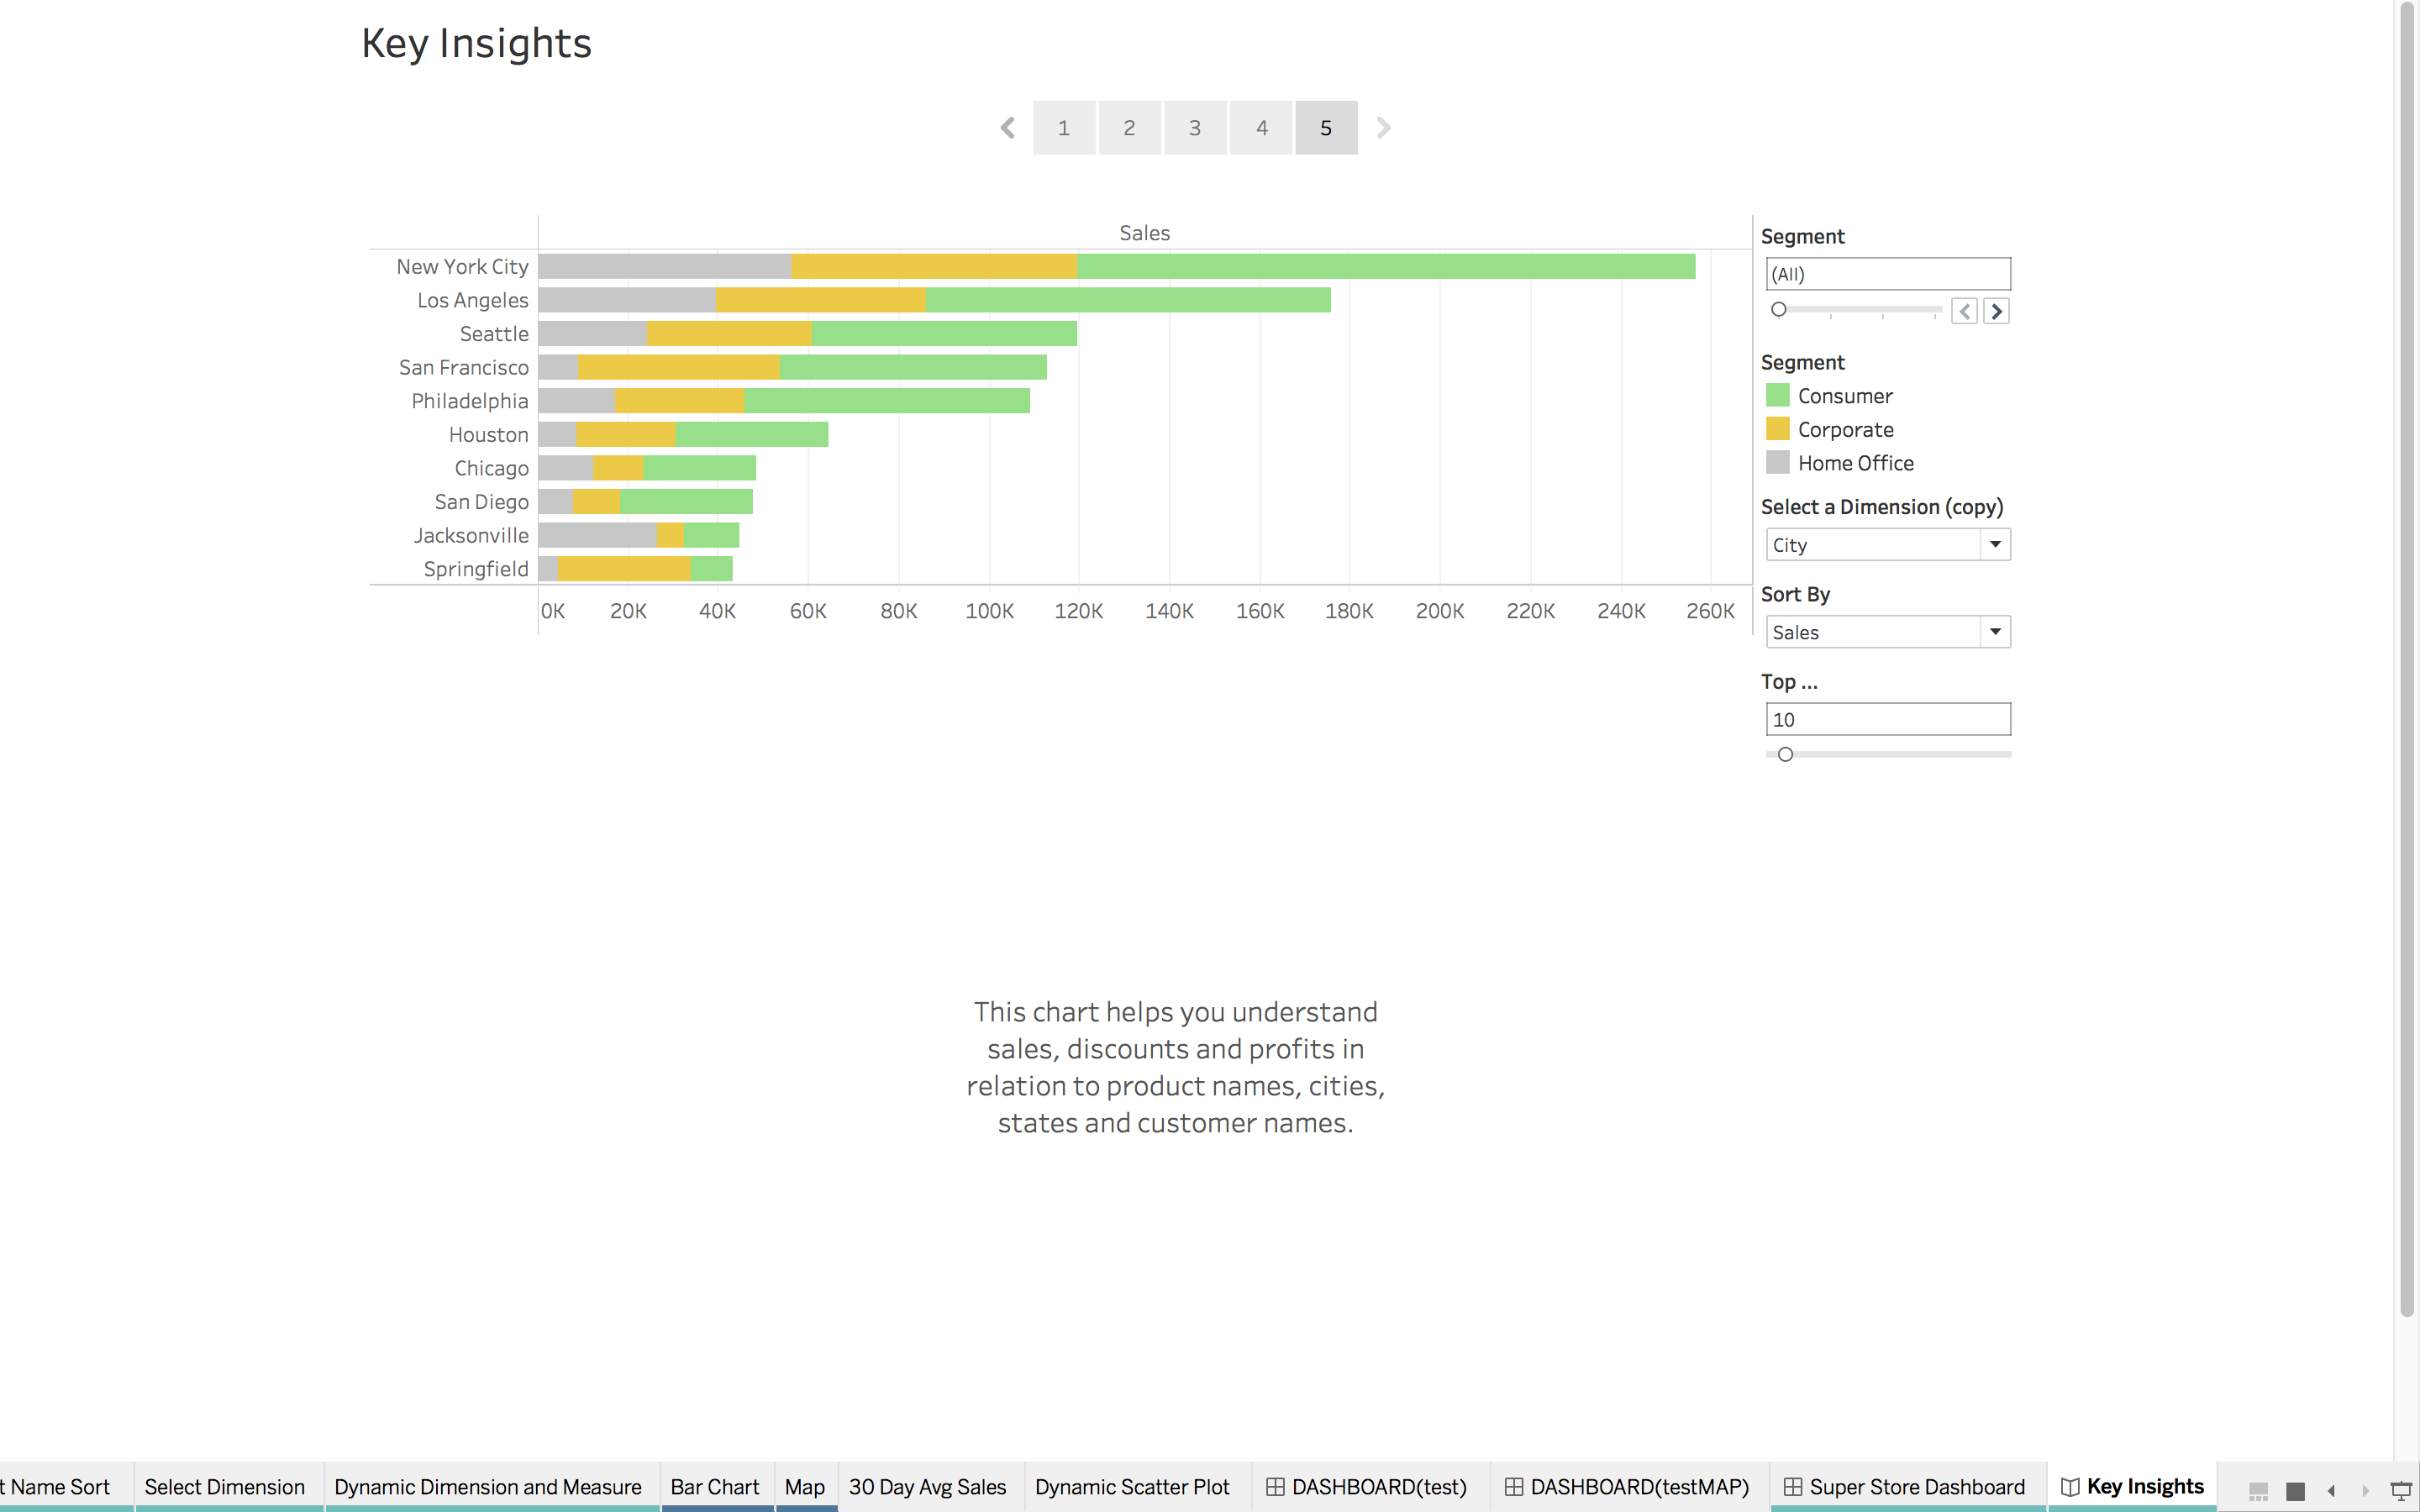 Key Insights
1 2 3 4 5
Sales
New York City
Los Angeles
Seattle
San Francisco
Philadelphia
Houston
Chicago
San Diego
Jacksonville
Springfield
0K 20K 40K 60K 80K 100K 120K 140K 160K 180K 200K 220K 240K 260K
Segment
(All)
Segment
Consumer
Corporate
Home Office
Select a Dimension (copy)
City
Sort By
Sales
Top ...
10
This chart helps you understand
sales, discounts and profits in
relation to product names, cities,
states and customer names.
t Name Sort Select Dimension Dynamic Dimension and Measure Bar Chart Map 30 Day Avg Sales Dynamic Scatter Plot DASHBOARD(test) DASHBOARD(testMAP) Super Store Dashboard Key Insights